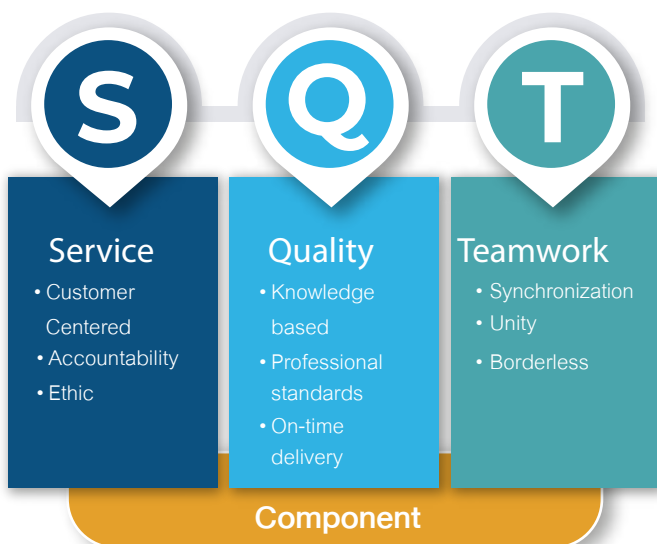 S
Q
T
Service
• Customer
Centered
• Accountability
• Ethic
Quality
• Knowledge
based
• Professional
standards
• On-time
delivery
Teamwork
• Synchronization
• Unity
• Borderless
Component